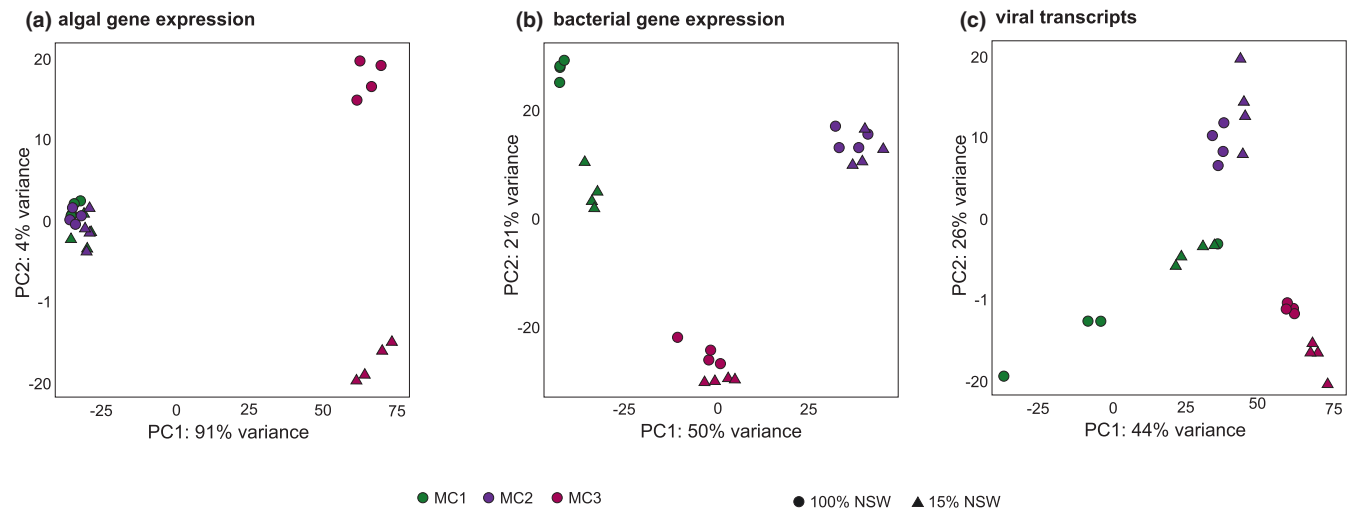 (a) algal gene expression
20
10
0
-1
-20
PC2: 4% variance
-25 0 25 50 75
PC1: 91% variance
(b) bacterial gene expression
20
0
-20
PC2: 21% variance
-25 0 25
PC1: 50% variance
(c) viral transcripts
20
10
0
-1
-20
PC2: 26% variance
-25 0 25 50 75
PC1: 44% variance
MC1 MC2 MC3 100% NSW 15% NSW